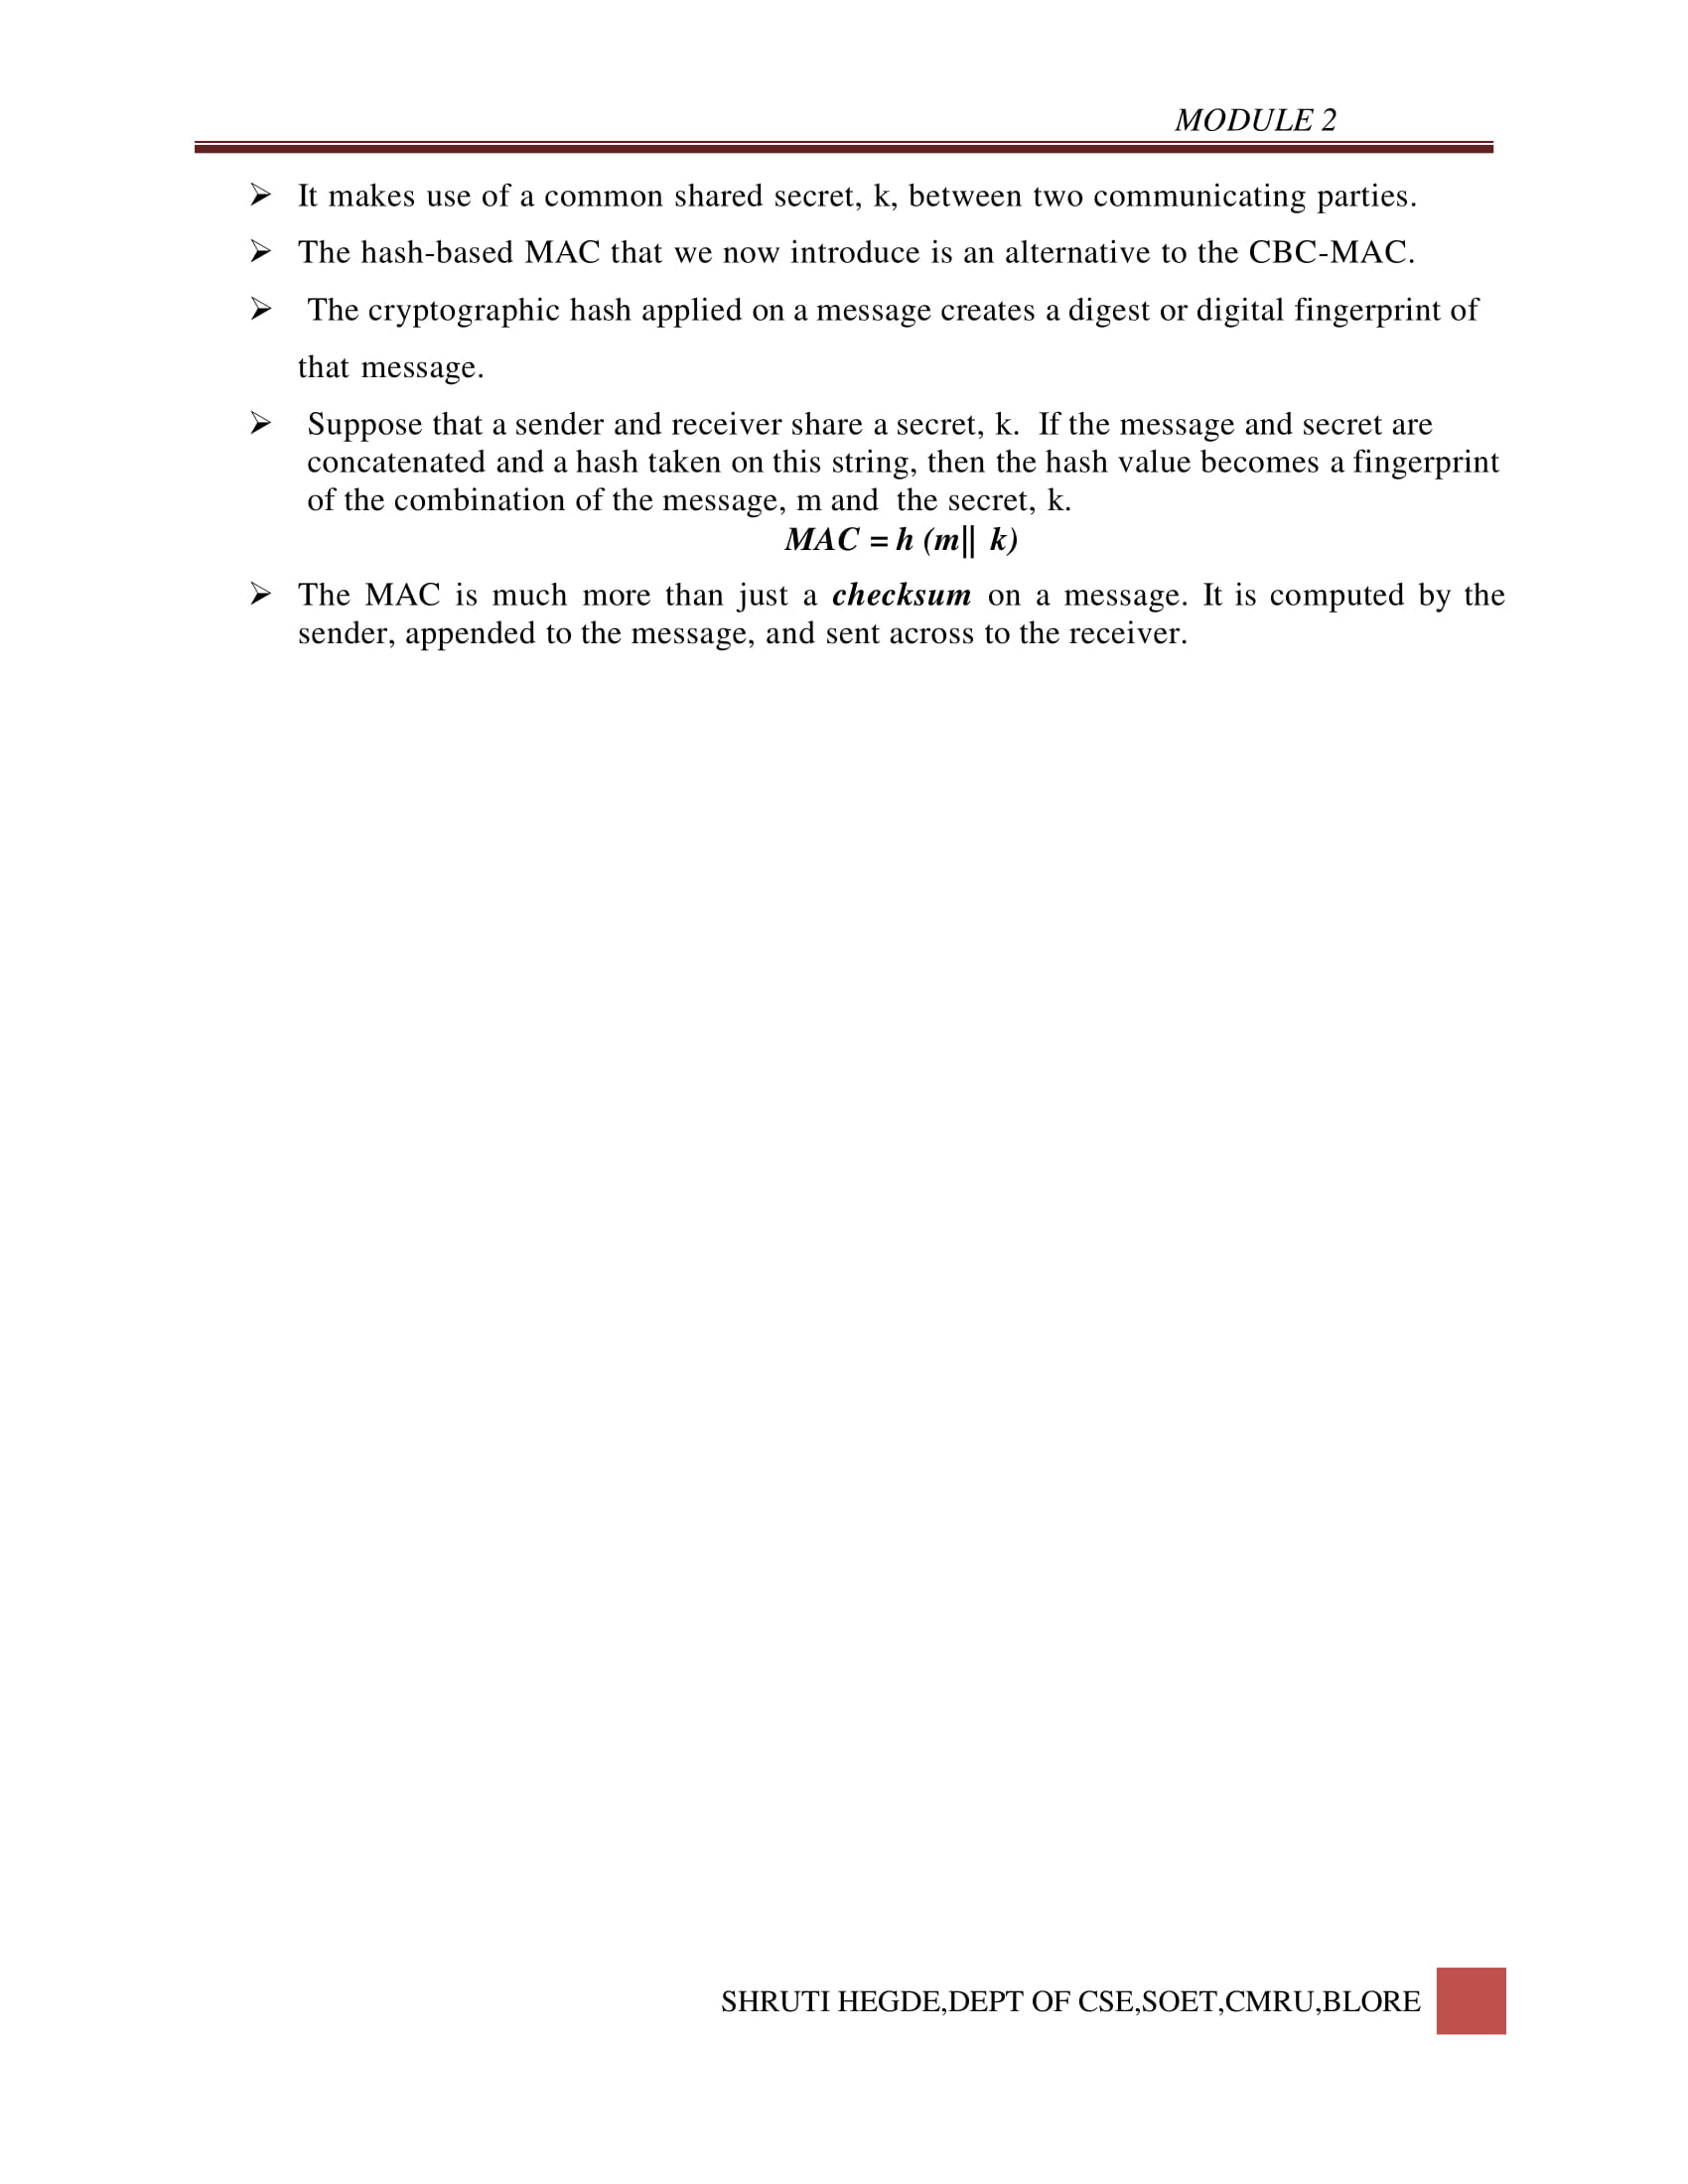 MODULE 2
➢ It makes use of a common shared secret, k, between two communicating parties.
➢ The hash-based MAC that we now introduce is an alternative to the CBC-MAC.
➢ The cryptographic hash applied on a message creates a digest or digital fingerprint of
that message.
➢ Suppose that a sender and receiver share a secret, k. If the message and secret are
concatenated and a hash taken on this string, then the hash value becomes a fingerprint
of the combination of the message, m and the secret, k.
MAC = h (m|| k)
➢ The MAC is much more than just a checksum on a message. It is computed by the
sender, appended to the message, and sent across to the receiver.
SHRUTI HEGDE,DEPT OF CSE,SOET,CMRU,BLORE